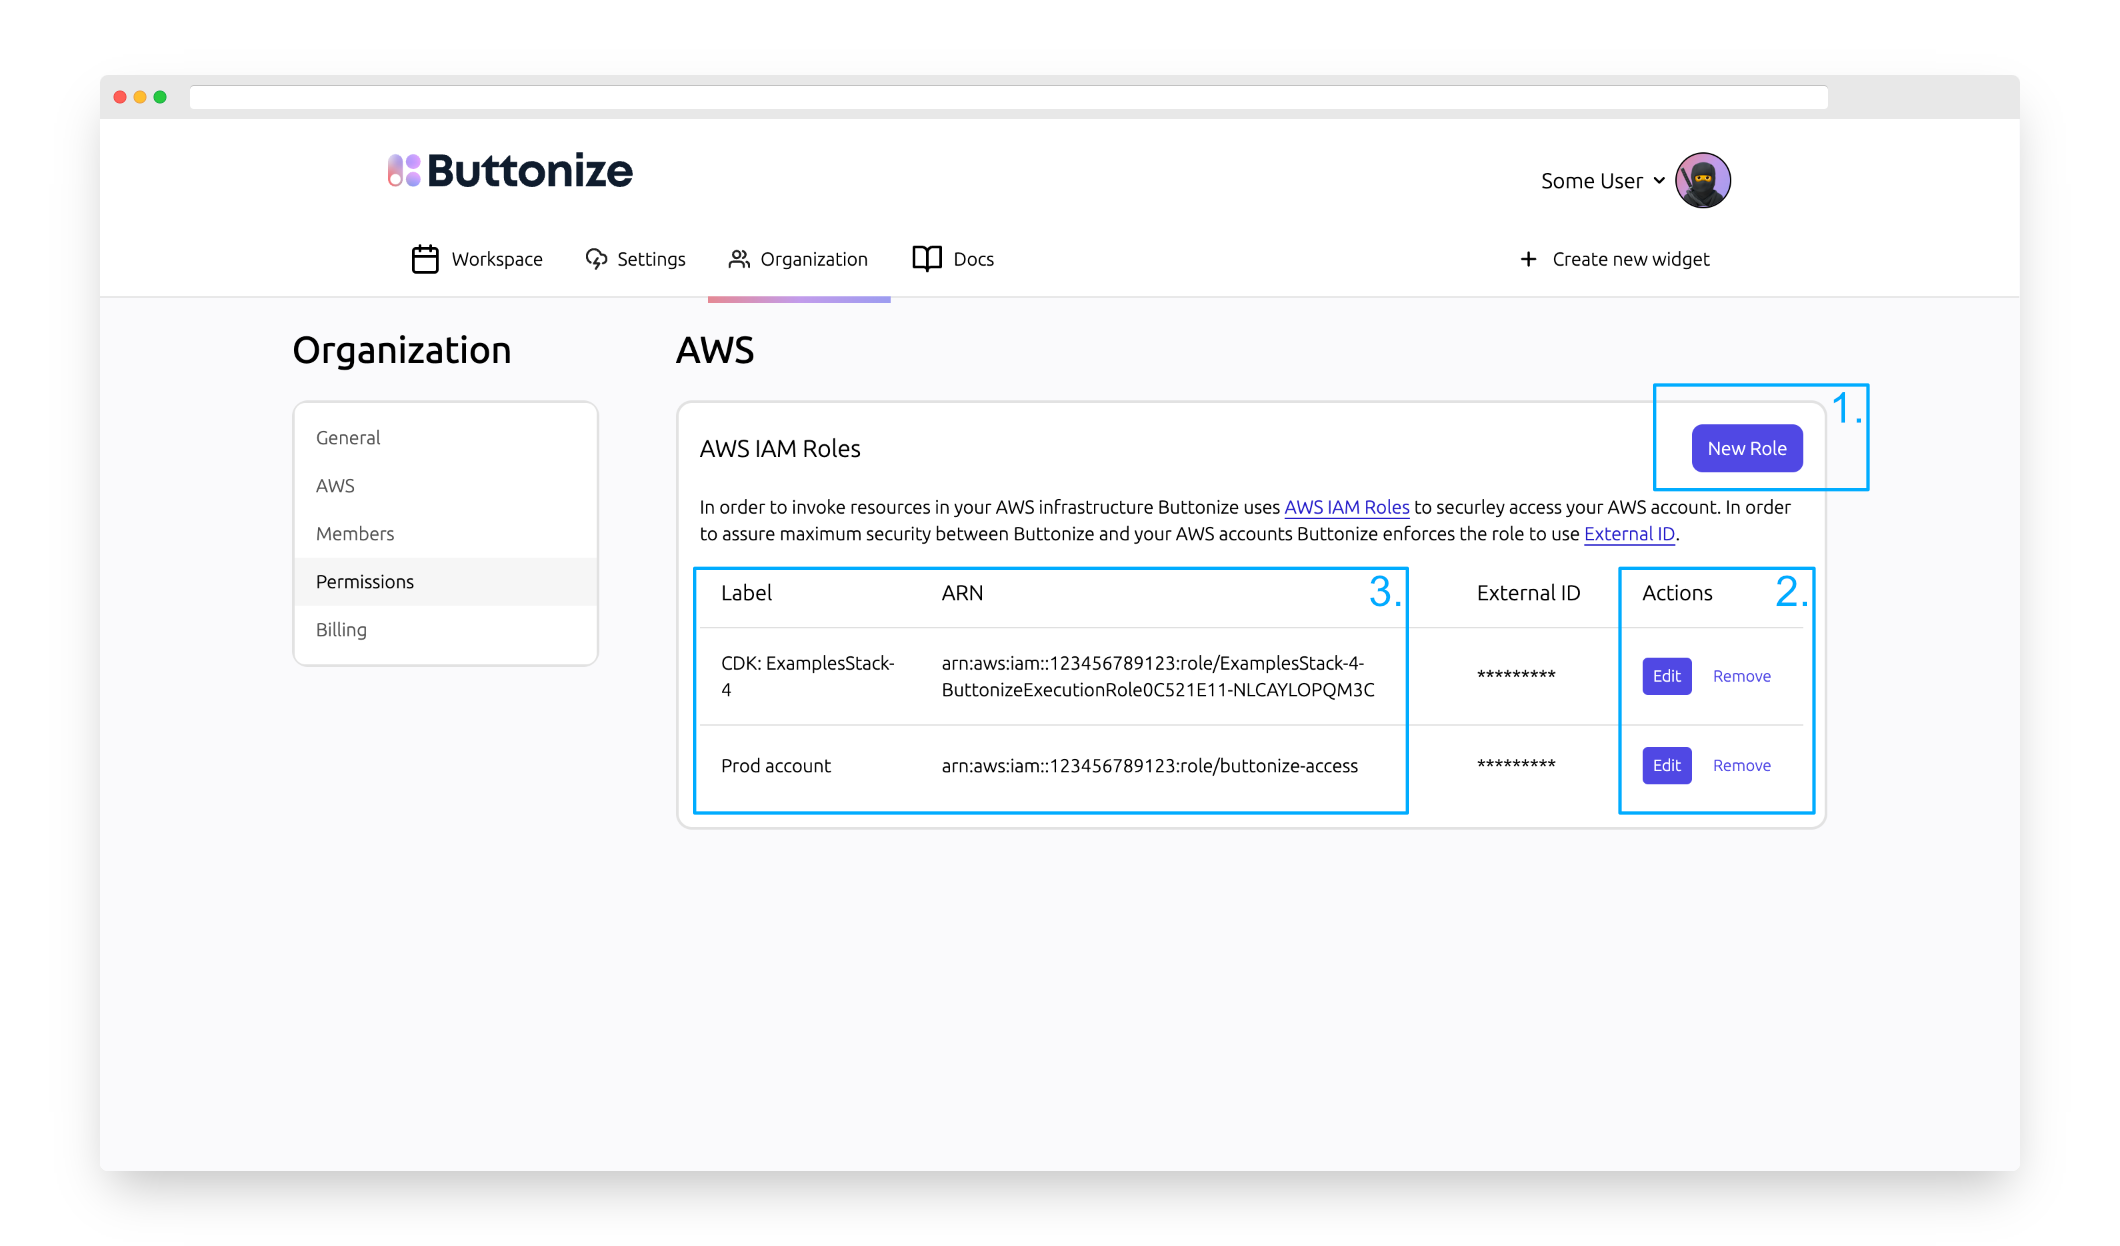 Buttonize
Some User
Workspace
Settings
Organization
Docs
Create new widget
Organization
General
AWS
Members
Permissions
Billing
AWS
1.
AWS IAM Roles
New Role
In order to invoke resources in your AWS infrastructure Buttonize uses AWS IAM Roles to securley access your AWS account. In order
to assure maximum security between Buttonize and your AWS accounts Buttonize enforces the role to use External ID.
Label ARN 3. External ID Actions 2.
CDK: ExamplesStack-
4
arn:aws:iam::123456789123:role/ExamplesStack-4-
ButtonizeExecutionRole0C521E11-NLCAYLOPQM3C
*********
Edit Remove
Prod account arn:aws:iam::123456789123:role/buttonize-access ********* Edit Remove